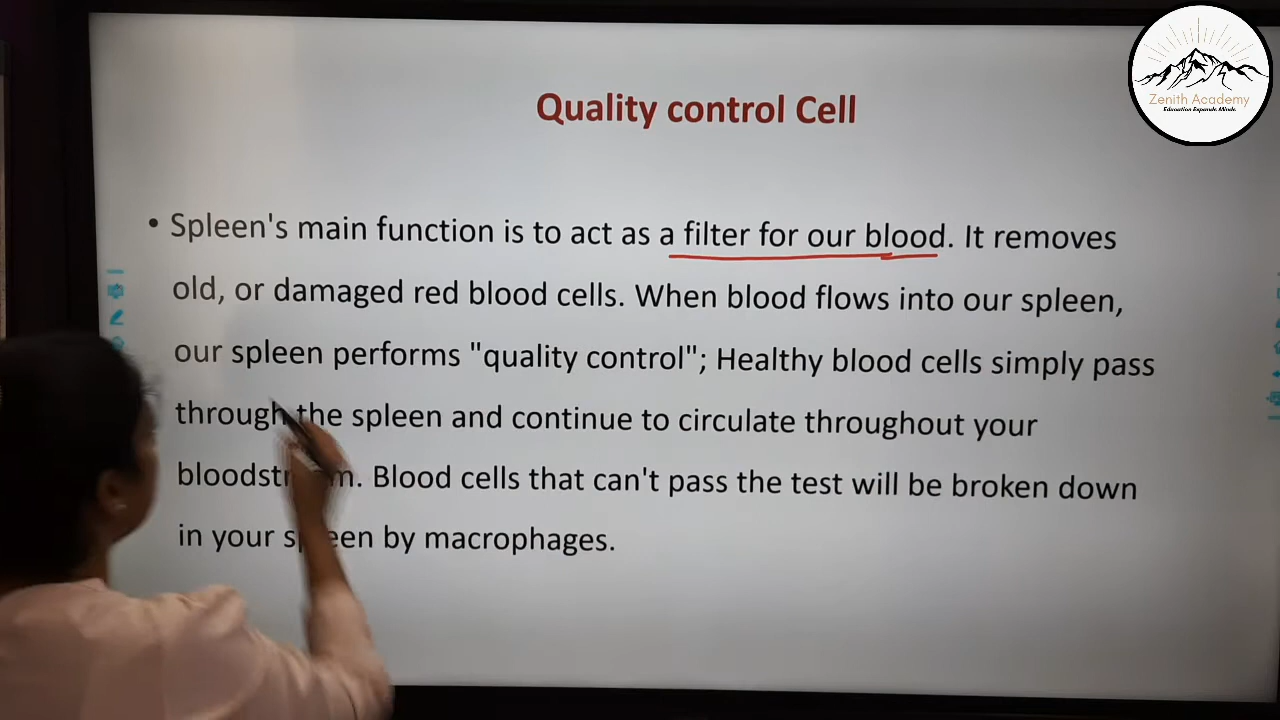 Zenith Academy
Education Expands Minds.
Quality control Cell
• Spleen's main function is to act as a filter for our blood. It removes
old, or damaged red blood cells. When blood flows into our spleen,
our spleen performs "quality control"; Healthy blood cells simply pass
through the spleen and continue to circulate throughout your
bloodstream. Blood cells that can't pass the test will be broken down
in your spleen by macrophages.